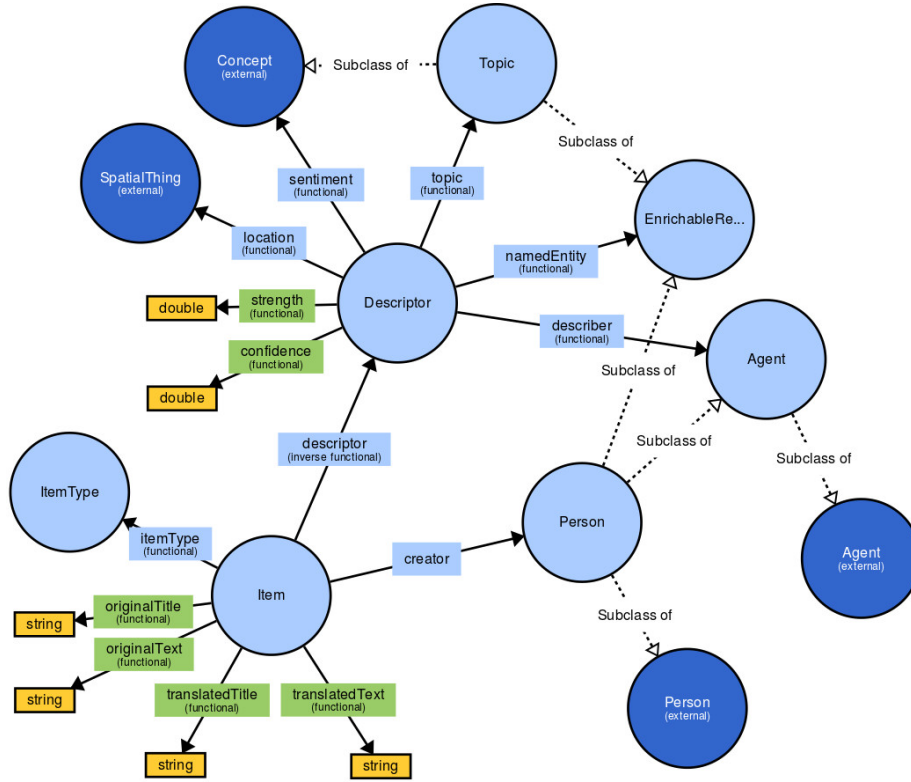 Concept
(external)
Subclass of
Topic
Subclass of
SpatialThing
(external)
sentiment
(functional)
topic
(functional)
EnrichableRe...
location
(functional)
namedEntity
(functional)
double
strength
(functional)
Descriptor
describer
(functional)
confidence
(functional)
Agent
double
Subclass of
descriptor
(inverse functional)
Subclass of
Subclass of
ItemType
itemType
(functional)
Person
creator
Agent
(external)
Item
originalTitle
(functional)
string
Subclass of
originalText
(functional)
string
translatedTitle
(functional)
translatedText
(functional)
Person
(external)
string
string